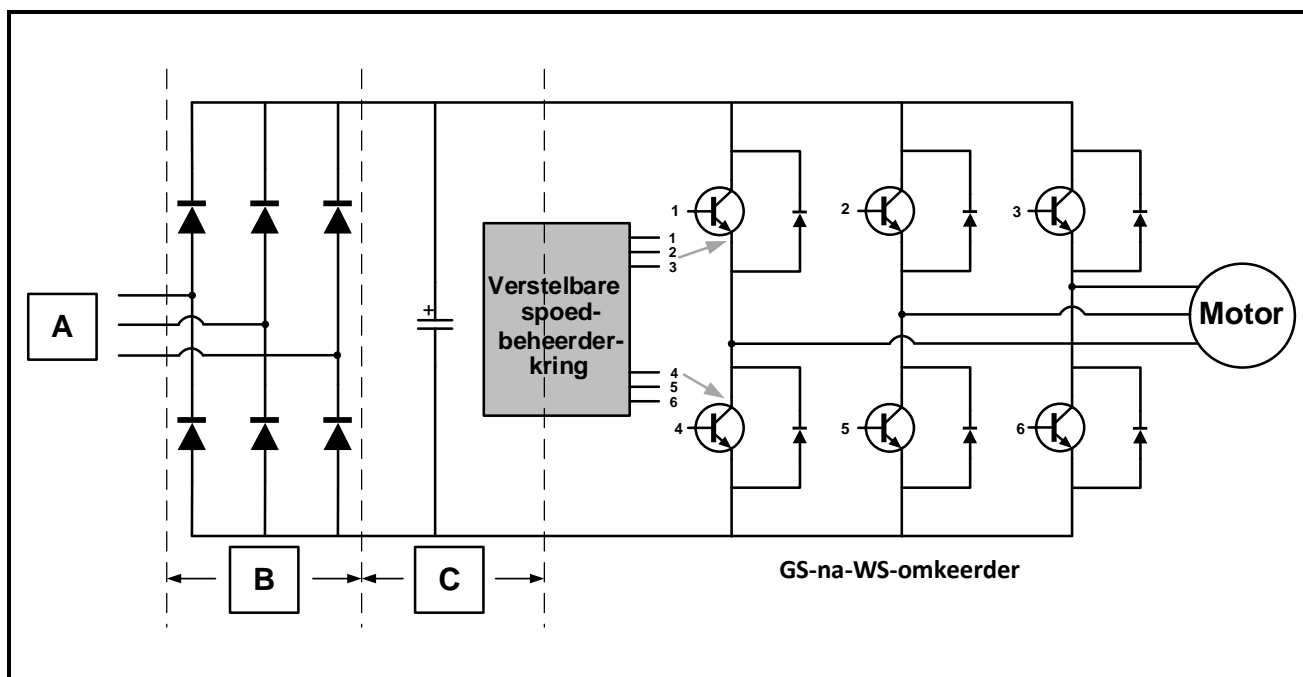 1
2
3
1
2
3
Verstelbare
spoed-
beheerder-
kring
A
Motor
+
4
5
6
4
5
6
B
C
GS-na-WS-omkeerder